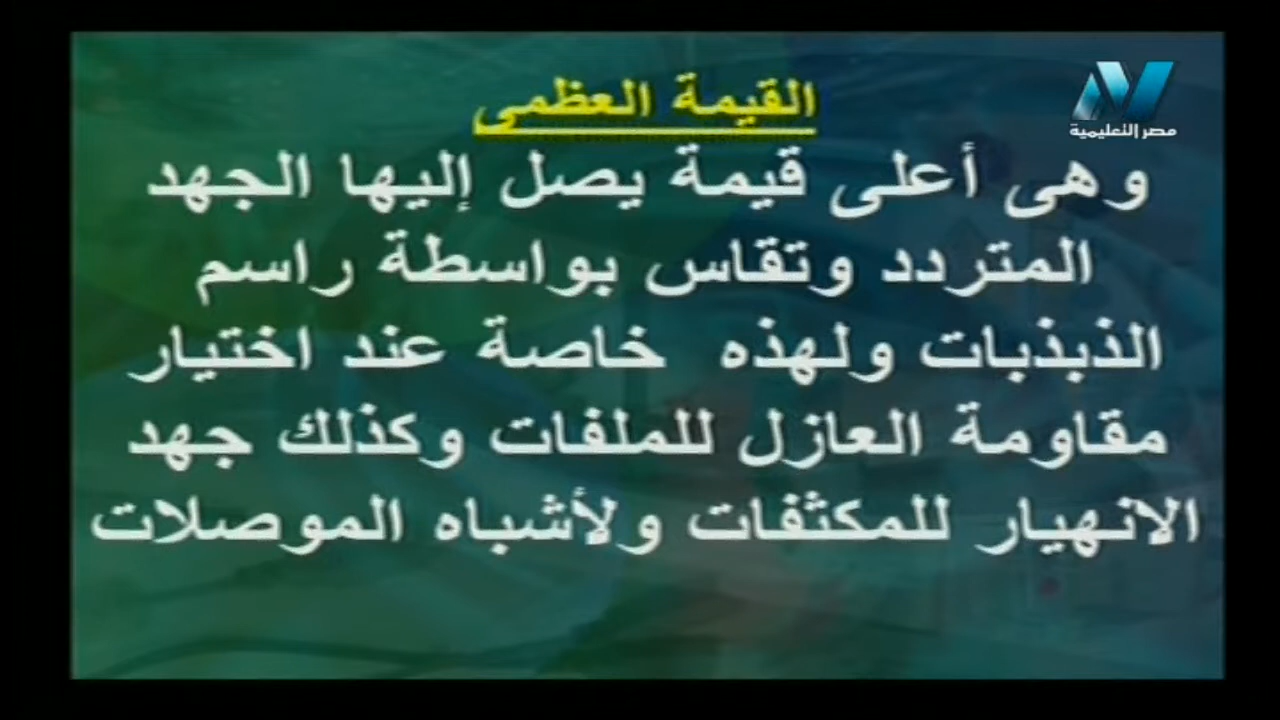 القيمة العظمى
مصر التعليمية
وهى أعلى قيمة يصل إليها الجهد
المتردد وتقاس بواسطة راسم
الذبذبات ولهذه خاصة عند اختيار
مقاومة العازل للملفات وكذلك جهد
الانهيار للمكثفات ولأشباه الموصلات